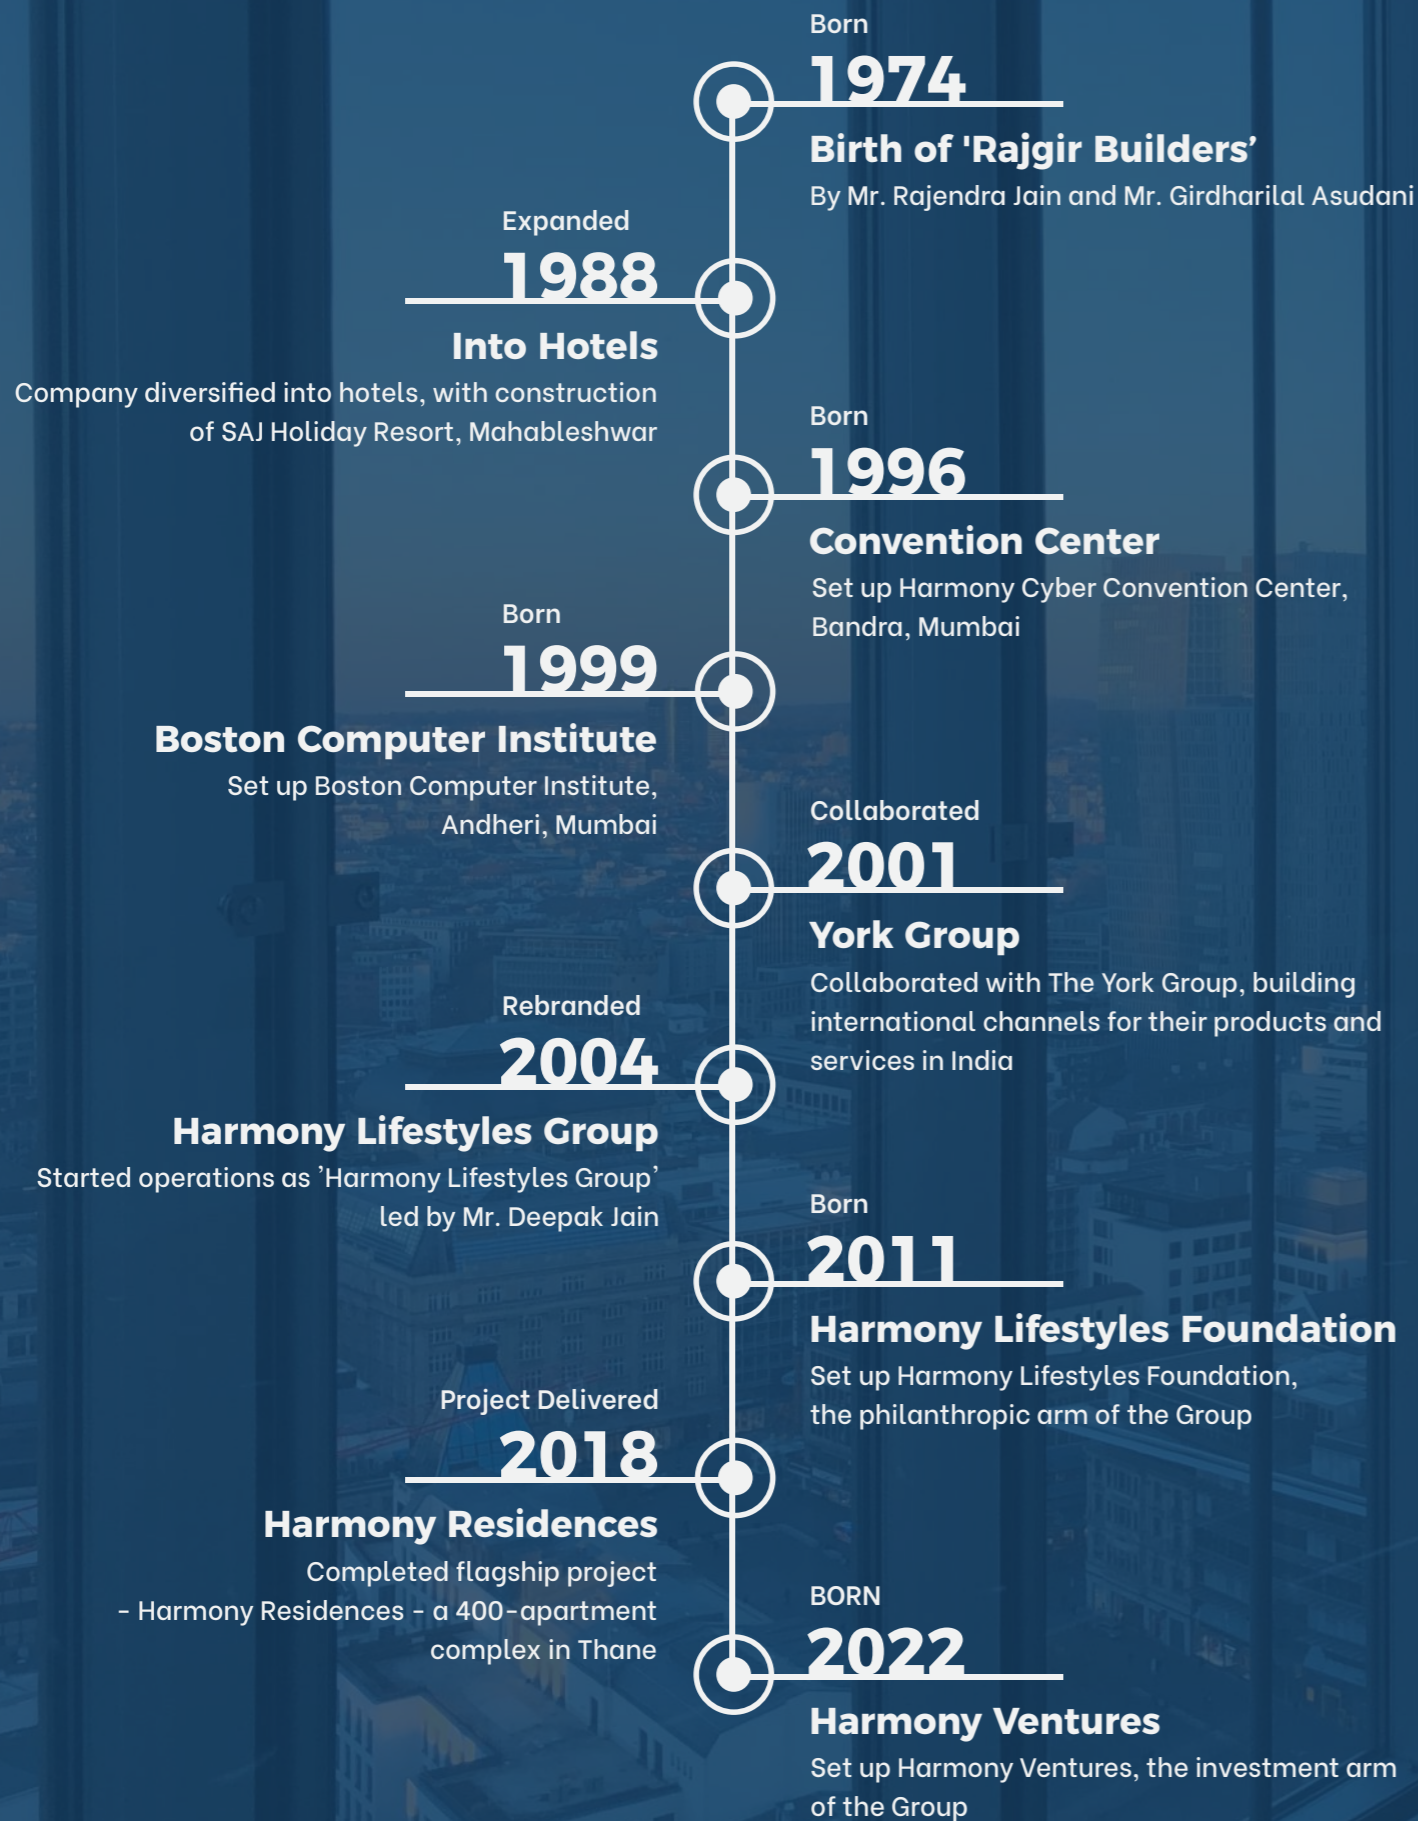 Born
1974
Birth of 'Rajgir Builders’
By Mr. Rajendra Jain and Mr. Girdharilal Asudani
Expanded
1988
Into Hotels
Company diversified into hotels, with construction
of SAJ Holiday Resort, Mahableshwar
Born
1996
Convention Center
Set up Harmony Cyber Convention Center,
Bandra, Mumbai
Born
1999
Boston Computer Institute
Set up Boston Computer Institute,
Andheri, Mumbai
Collaborated
2001
York Group
Collaborated with The York Group, building
international channels for their products and
services in India
Rebranded
2004
Harmony Lifestyles Group
Started operations as 'Harmony Lifestyles Group'
led by Mr. Deepak Jain
Born
2011
Harmony Lifestyles Foundation
Set up Harmony Lifestyles Foundation,
the philanthropic arm of the Group
Project Delivered
2018
Harmony Residences
Completed flagship project
- Harmony Residences - a 400-apartment
complex in Thane
BORN
2022
Harmony Ventures
Set up Harmony Ventures, the investment arm
of the Group